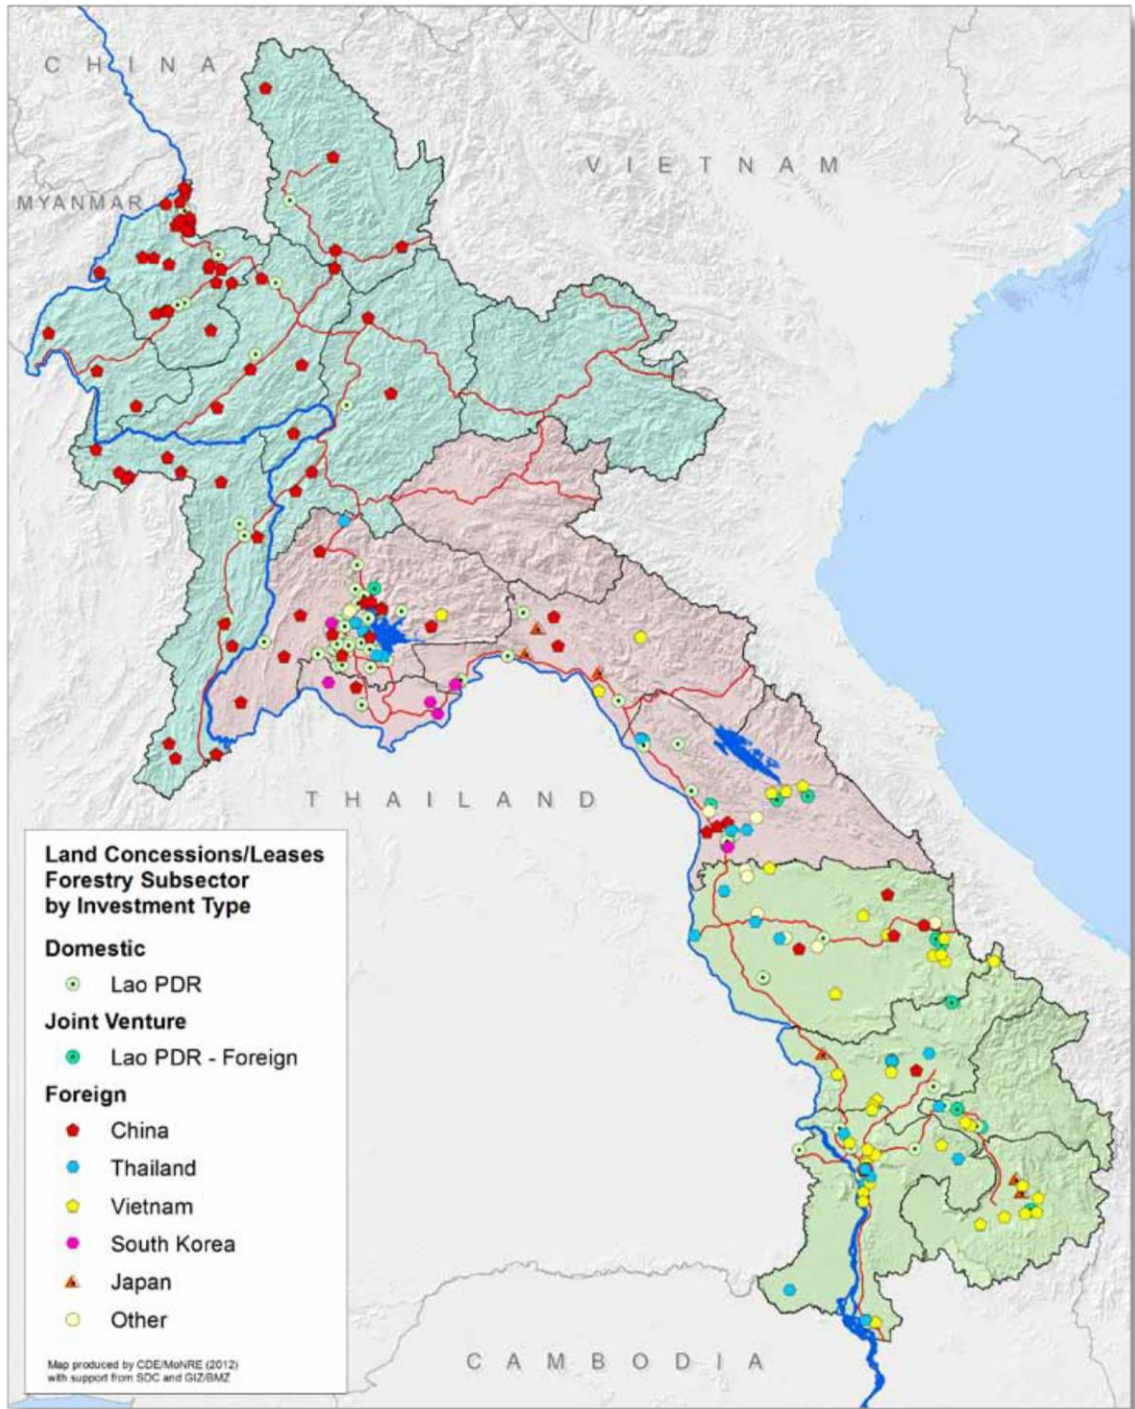 C H I N A
V I E T N A M
MYANMAR
T H A I L A N D
Land Concessions/Leases
Forestry Subsector
by Investment Type
Domestic
Lao PDR
Joint Venture
Lao PDR - Foreign
Foreign
China
Thailand
Vietnam
South Korea
Japan
Other
Map produced by CDE/MoNRE (2012)
with support from SDC and GIZ/BMZ
C A M B O D I A